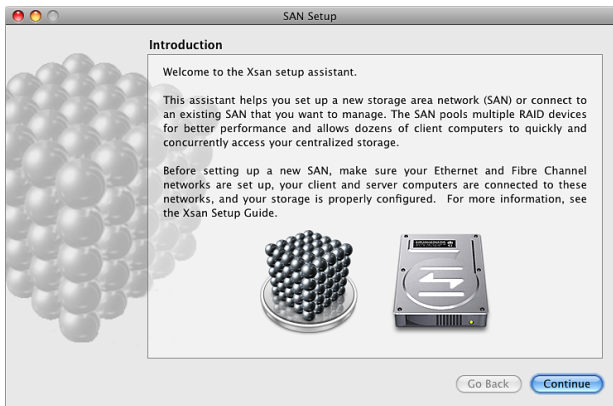 SAN Setup
Introduction
Welcome to the Xsan setup assistant.
This assistant helps you set up a new storage area network (SAN) or connect to
an existing SAN that you want to manage. The SAN pools multiple RAID devices
for better performance and allows dozens of client computers to quickly and
concurrently access your centralized storage.
Before setting up a new SAN, make sure your Ethernet and Fibre Channel
networks are set up, your client and server computers are connected to these
networks, and your storage is properly configured. For more information, see
the Xsan Setup Guide.
Go Back
Continue